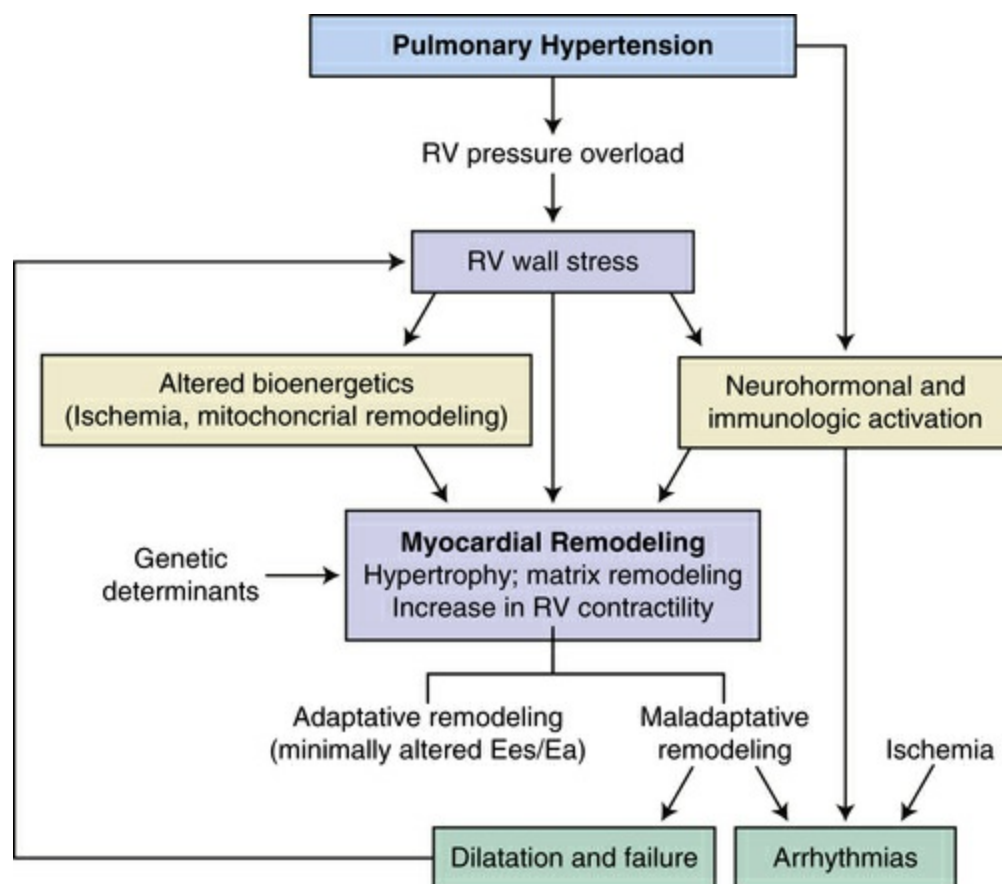 Pulmonary Hypertension
RV pressure overload
RV wall stress
Altered bioenergetics
(Ischemia, mitochoncrial remodeling)
Neurohormonal and
immunologic activation
Genetic
determinants
Myocardial Remodeling
Hypertrophy; matrix remodeling
Increase in RV contractility
Adaptative remodeling
(minimally altered Ees/Ea)
Maladaptative
remodeling
Ischemia
Dilatation and failure
Arrhythmias